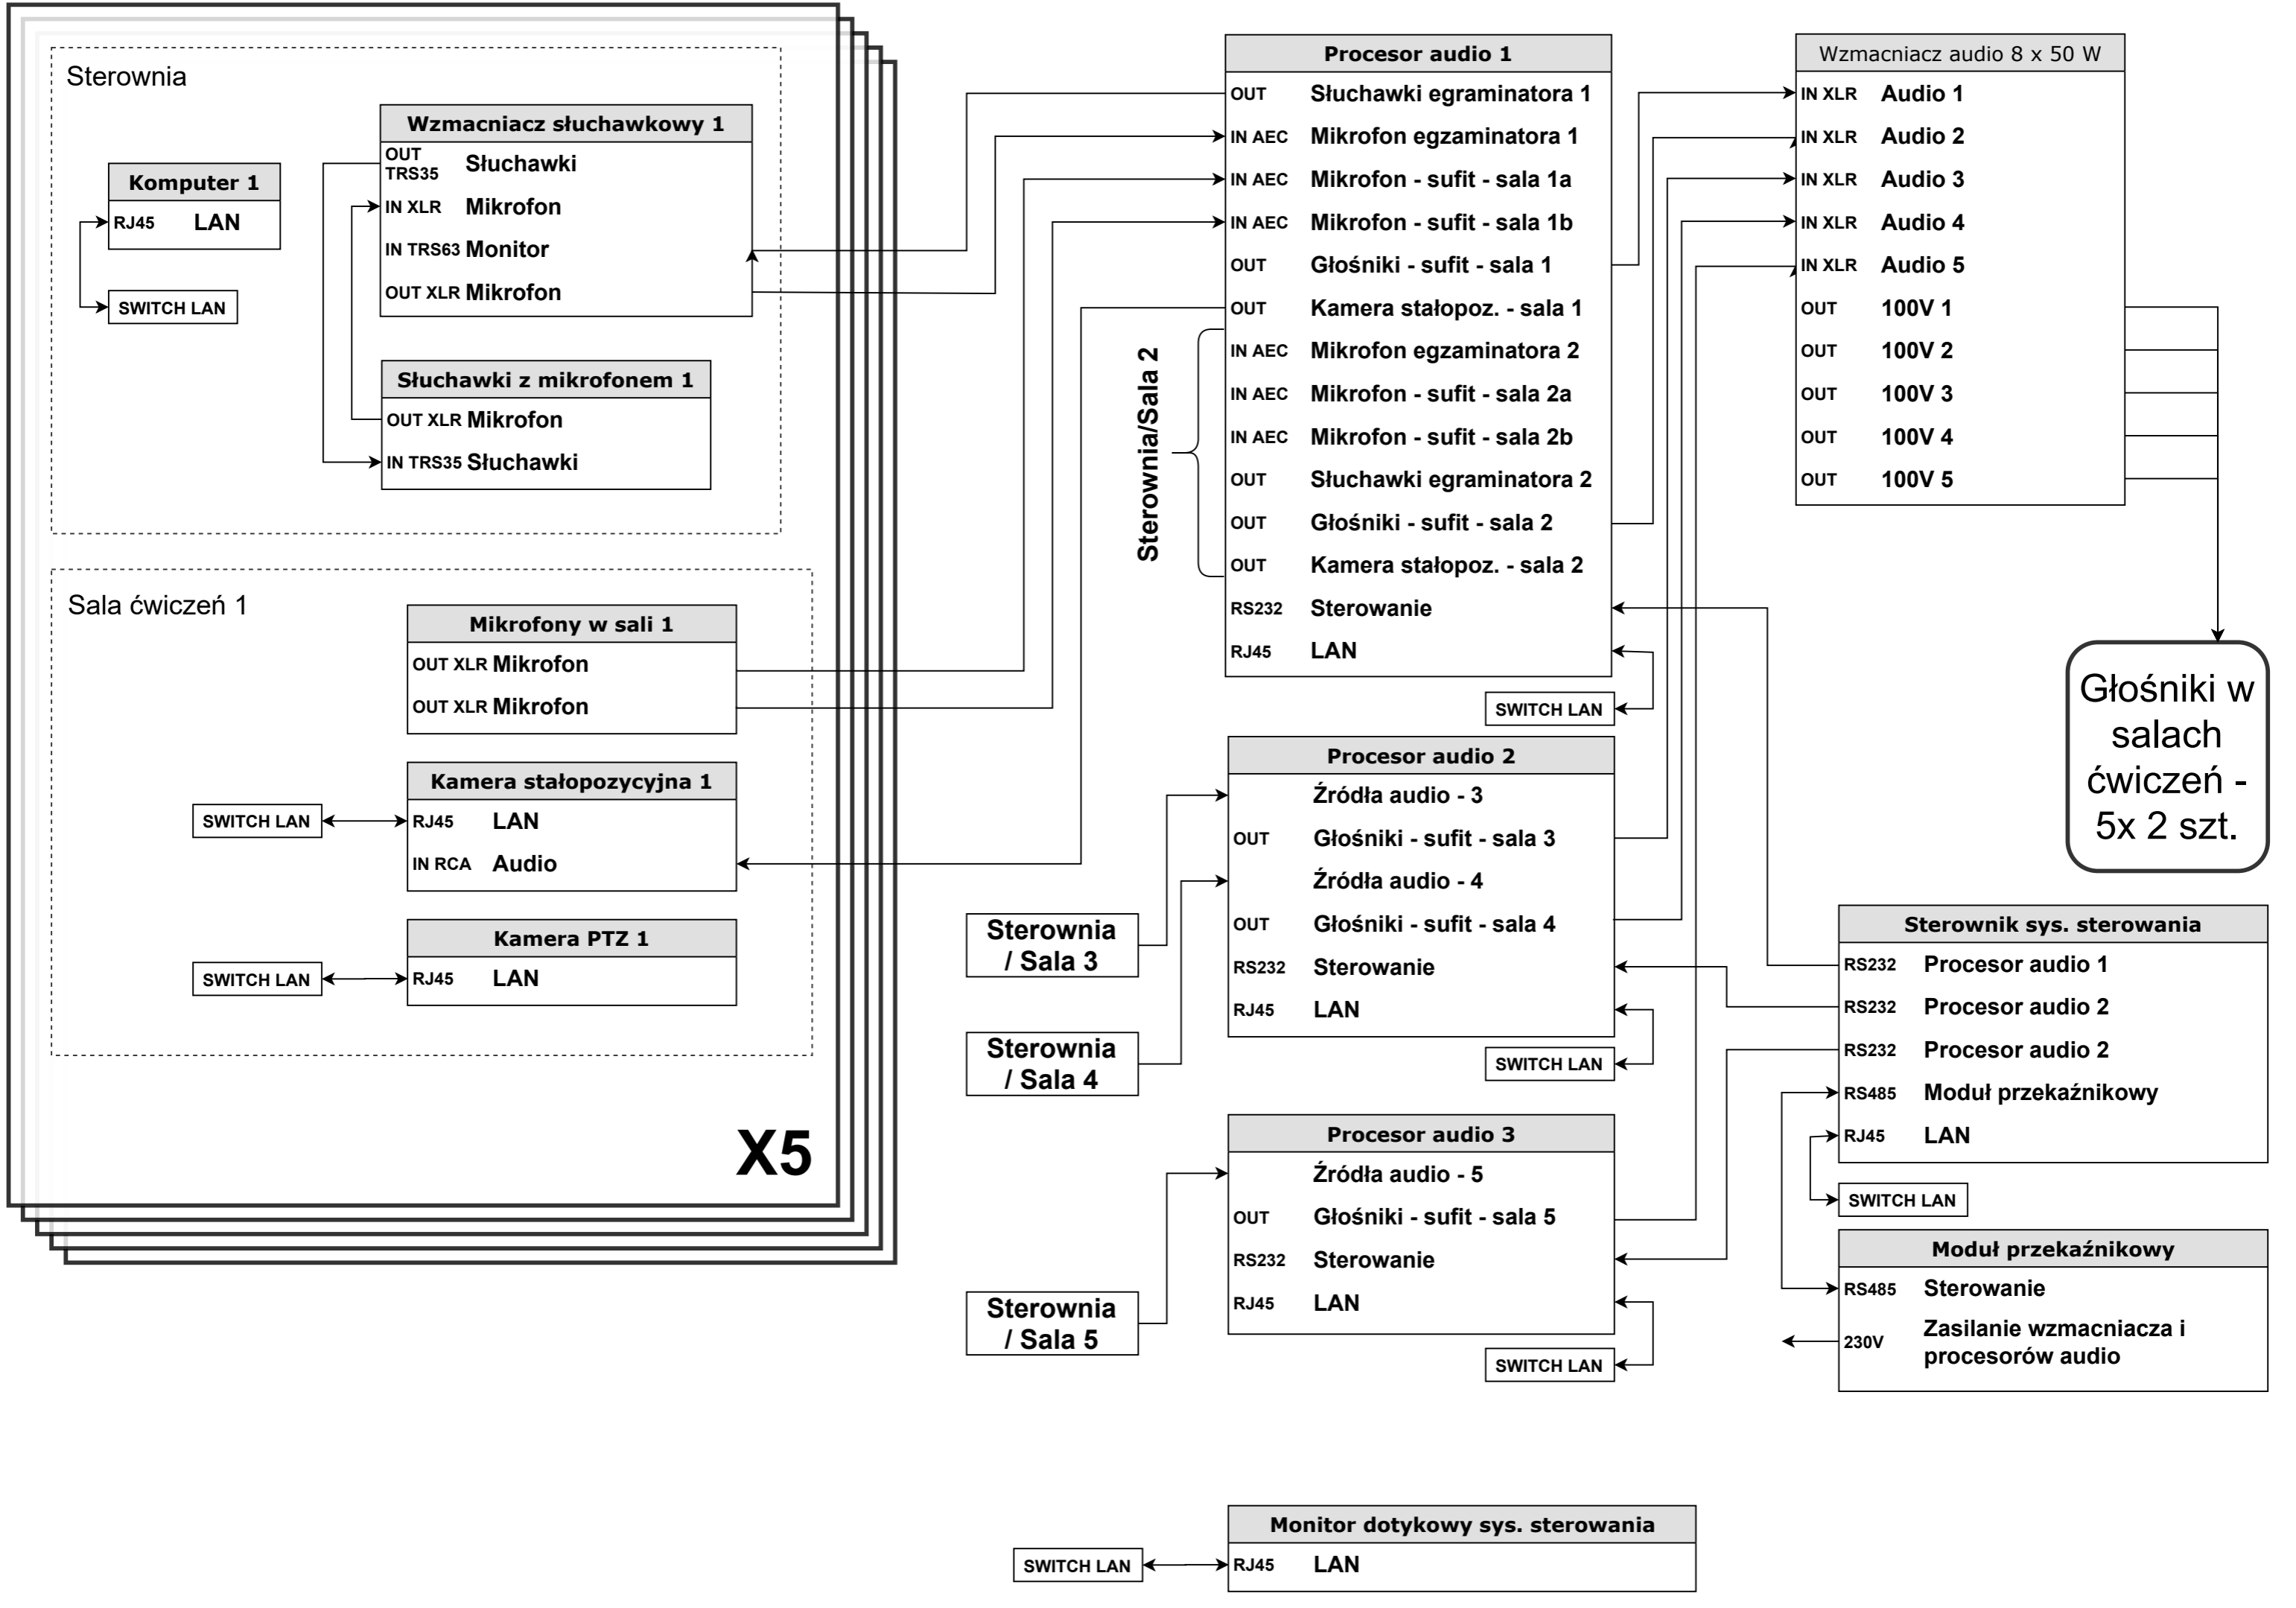 Sterownia
Komputer 1
RJ45 LAN
SWITCH LAN
Wzmacniacz słuchawkowy 1
OUT TRS35 Słuchawki
IN XLR Mikrofon
IN TRS63 Monitor
OUT XLR Mikrofon
Słuchawki z mikrofonem 1
OUT XLR Mikrofon
IN TRS35 Słuchawki
Sala ćwiczeń 1
Mikrofony w sali 1
OUT XLR Mikrofon
OUT XLR Mikrofon
Kamera stałopozycyjna 1
SWITCH LAN
RJ45 LAN
IN RCA Audio
Kamera PTZ 1
SWITCH LAN
RJ45 LAN
X5
Procesor audio 1
OUT Słuchawki egraminatora 1
IN AEC Mikrofon egzaminatora 1
IN AEC Mikrofon - sufit - sala 1a
IN AEC Mikrofon - sufit - sala 1b
OUT Głośniki - sufit - sala 1
OUT Kamera stałopoz. - sala 1
Sterownia/Sala 2
IN AEC Mikrofon egzaminatora 2
IN AEC Mikrofon - sufit - sala 2a
IN AEC Mikrofon - sufit - sala 2b
OUT Słuchawki egraminatora 2
OUT Głośniki - sufit - sala 2
OUT Kamera stałopoz. - sala 2
RS232 Sterowanie
RJ45 LAN
SWITCH LAN
Procesor audio 2
Źródła audio - 3
OUT Głośniki - sufit - sala 3
Źródła audio - 4
OUT Głośniki - sufit - sala 4
RS232 Sterowanie
RJ45 LAN
SWITCH LAN
Sterownia
/ Sala 3
Sterownia
/ Sala 4
Procesor audio 3
Źródła audio - 5
OUT Głośniki - sufit - sala 5
RS232 Sterowanie
RJ45 LAN
SWITCH LAN
Sterownia
/ Sala 5
Wzmacniacz audio 8 x 50 W
IN XLR Audio 1
IN XLR Audio 2
IN XLR Audio 3
IN XLR Audio 4
IN XLR Audio 5
OUT 100V 1
OUT 100V 2
OUT 100V 3
OUT 100V 4
OUT 100V 5
Głośniki w
salach
ćwiczeń -
5x 2 szt.
Sterownik sys. sterowania
RS232 Procesor audio 1
RS232 Procesor audio 2
RS232 Procesor audio 2
RS485 Moduł przekaźnikowy
RJ45 LAN
SWITCH LAN
Moduł przekaźnikowy
RS485 Sterowanie
230V Zasilanie wzmacniacza i
procesorów audio
Monitor dotykowy sys. sterowania
SWITCH LAN
RJ45 LAN